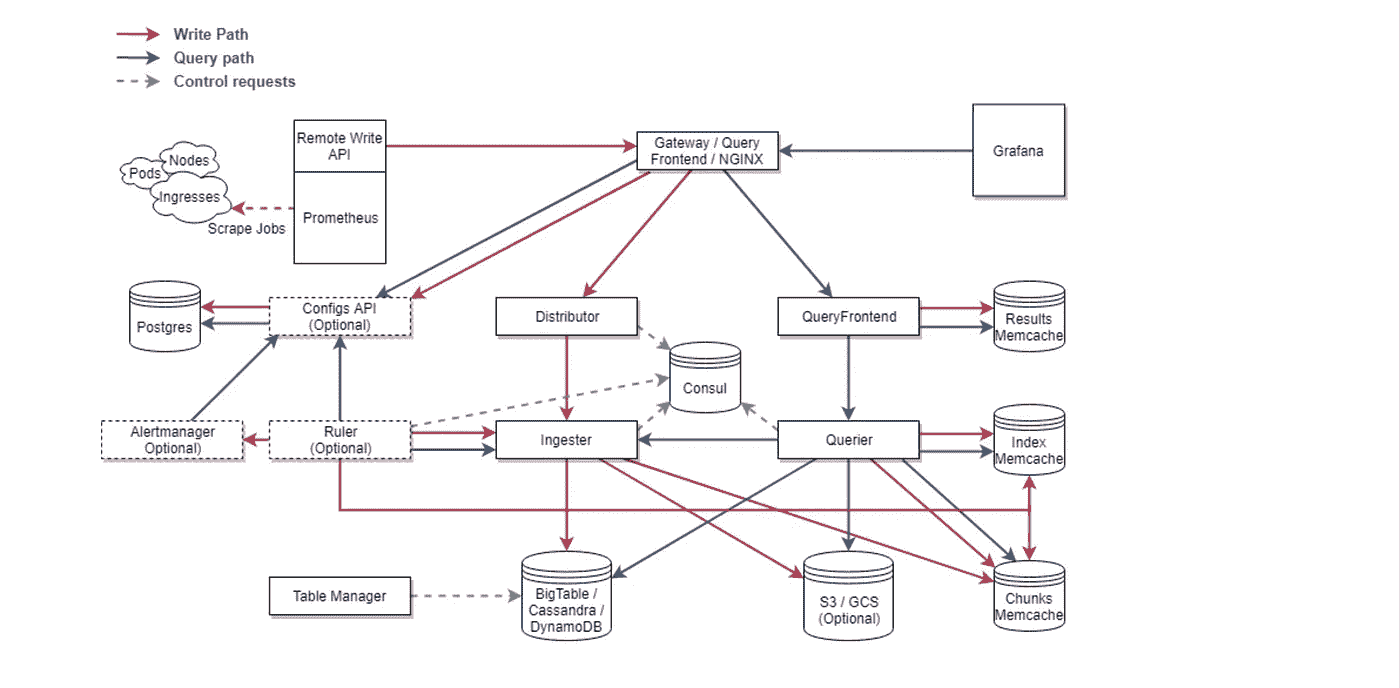 Write Path
Query path
Control requests
Remote Write
API
Prometheus
Nodes
Pods
Ingresses
Scrape Jobs
Gateway / Query
Frontend / NGINX
Grafana
Postgres
Configs API
(Optional)
Distributor
QueryFrontend
Results
Memcache
Consul
Alertmanager
Optional)
Ruler
(Optional)
Ingester
Querier
Index
Memcache
Table Manager
BigTable /
Cassandra /
DynamoDB
S3 / GCS
(Optional)
Chunks
Memcache